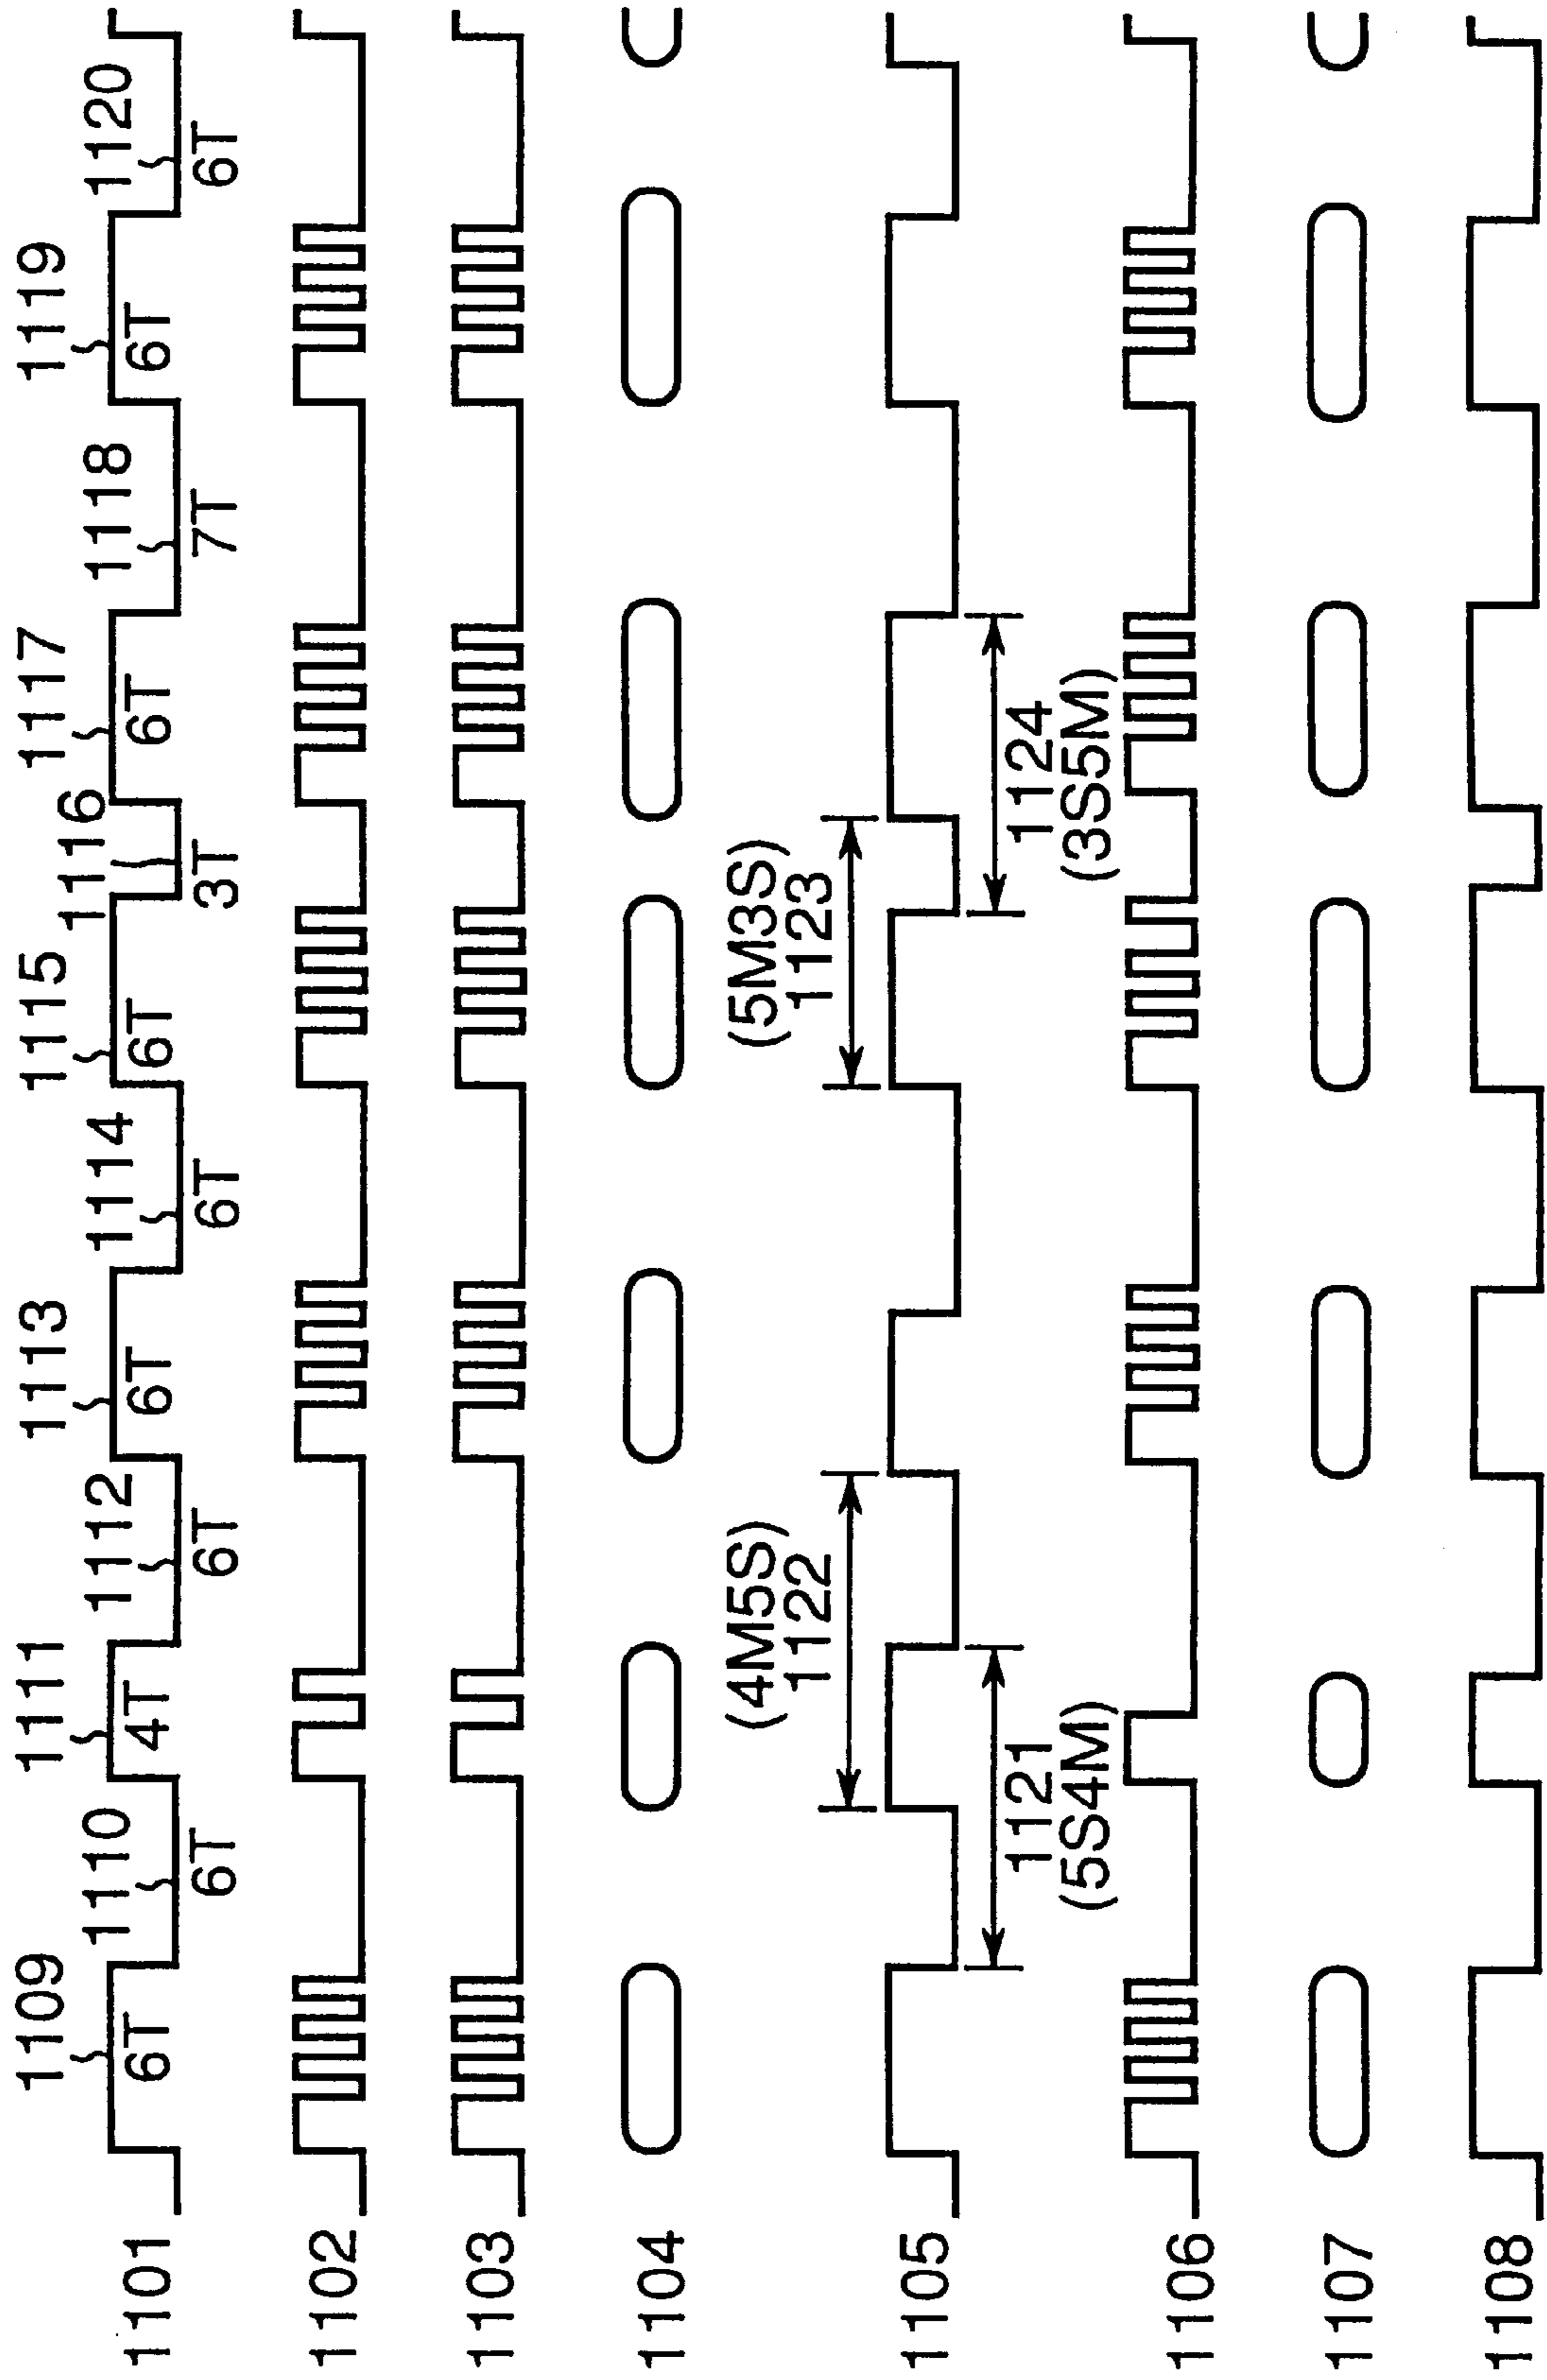 1109 1111 1113 1115 1117 1119
1110 1112 1114 1116 1118 1120
1101 6T 4T 6T 6T 6T 6T
6T 6T 6T 3T 7T 6T
1102
1103
1104
(4M5S) (5M3S)
1122 1123
1105
1121 1124
(5S4M) (3S5M)
1106
1107
1108